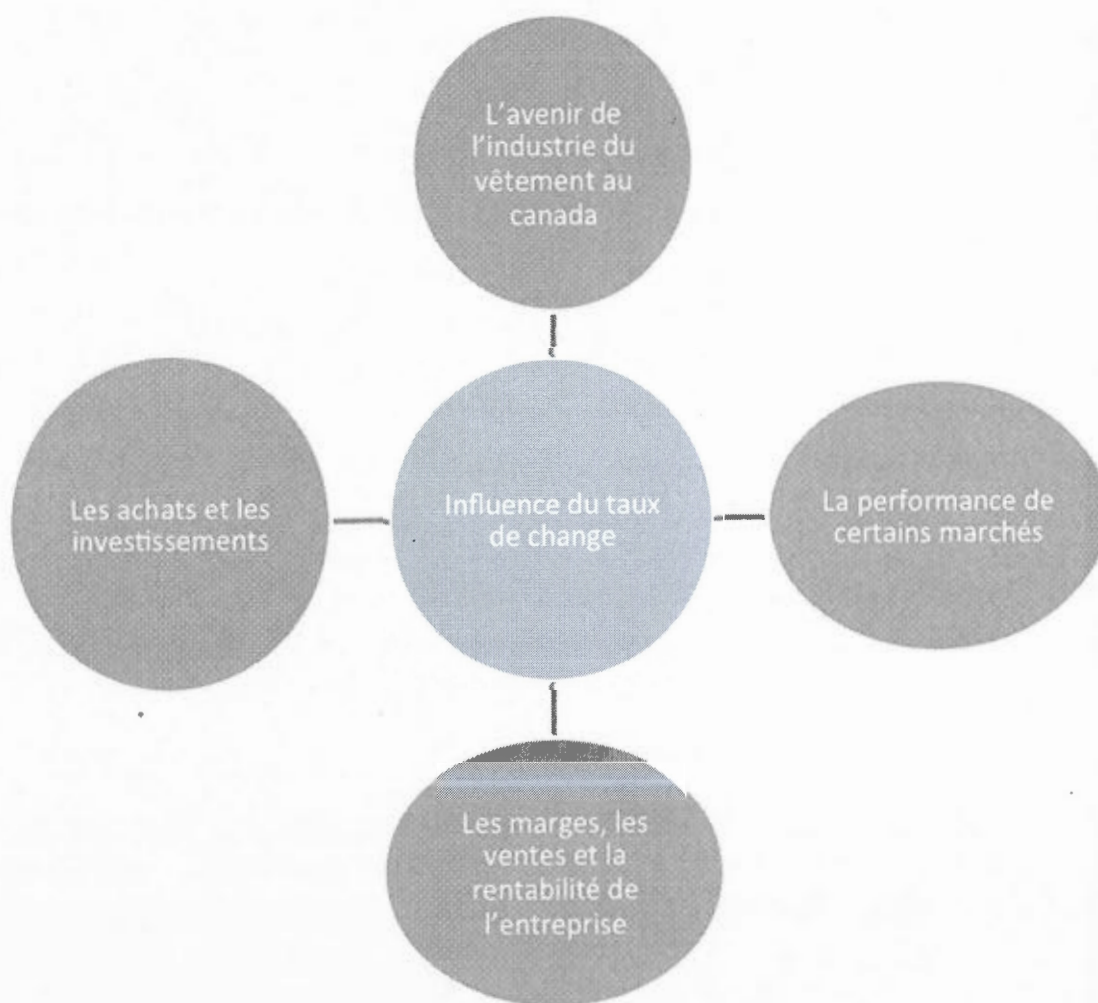 L'avenir de
l'industrie du
vêtement au
canada
Les achats et les
investissements
Influence du taux
de change
La performance de
certains marchés
Les marges, les
ventes et la
rentabilité de
l'entreprise